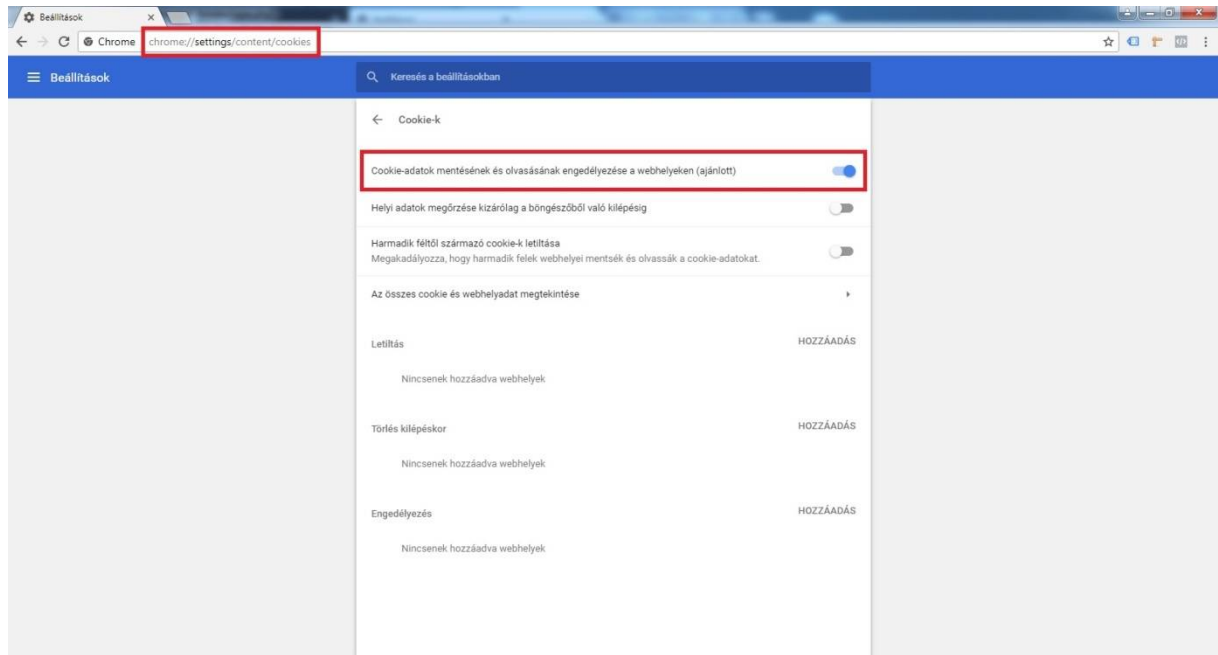 Beállítások
Chrome chrome://settings/content/cookies
Beállítások
Keresés a beállításokban
Cookie-k
Cookie-adatok mentésének és olvasásának engedélyezése a webhelyeken (ajánlott)
Helyi adatok megőrzése kizárólag a böngészőből való kilépésig
Harmadik féltől származó cookie-k letiltása
Megakadályozza, hogy harmadik felek webhelyei mentsék és olvassák a cookie-adatokat.
Az összes cookie és webhelyadat megtekintése
Letiltás HOZZÁADÁS
Nincsenek hozzáadva webhelyek
Törlés kilépéskor HOZZÁADÁS
Nincsenek hozzáadva webhelyek
Engedélyezés HOZZÁADÁS
Nincsenek hozzáadva webhelyek